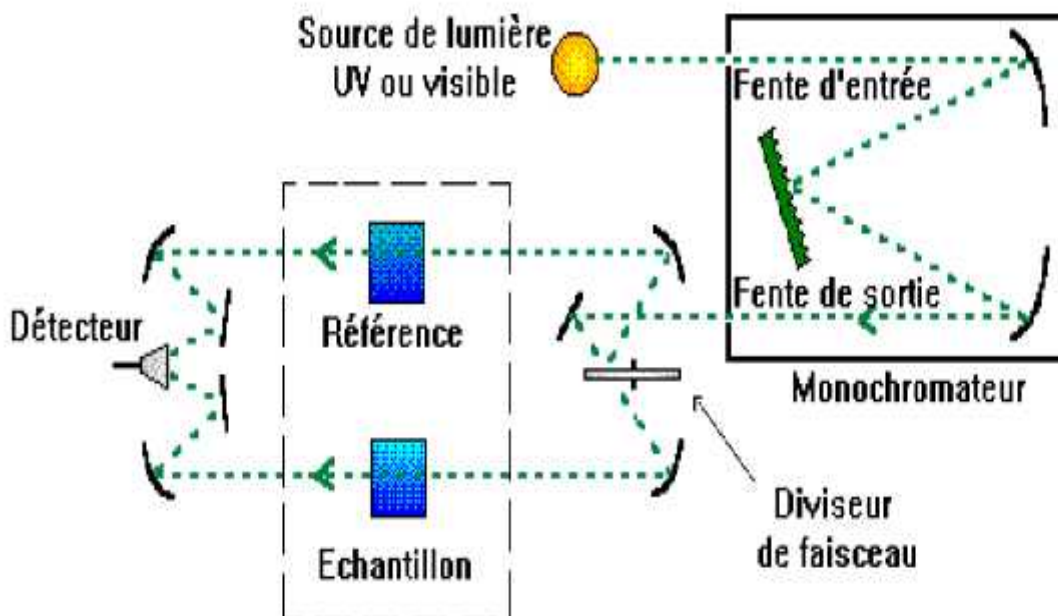 Source de lumière
UV ou visible
Fente d'entrée
Fente de sortie
Détecteur
Référence
Monochromateur
Echantillon
Diviseur
de faisceau